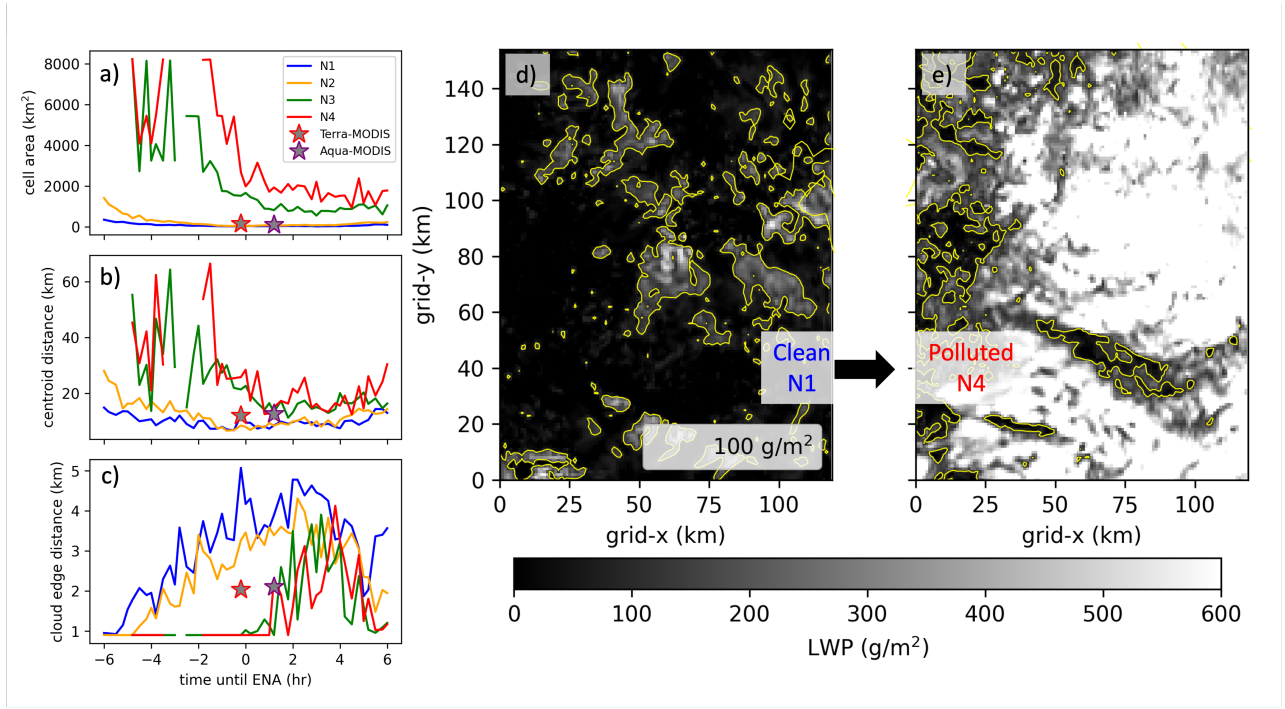 a)
cell area (km²)
8000
6000
4000
2000
0
N1
N2
N3
N4
Terra-MODIS
Aqua-MODIS
b)
centroid distance (km)
60
40
20
c)
cloud edge distance (km)
5
4
3
2
1
−6 −4 −2 0 2 4 6
time until ENA (hr)
d)
grid-y (km)
140
120
100
80
60
40
20
0
Clean
N1
100 g/m²
0 25 50 75 100
grid-x (km)
e)
Polluted
N4
0 25 50 75 100
grid-x (km)
0 100 200 300 400 500 600
LWP (g/m²)